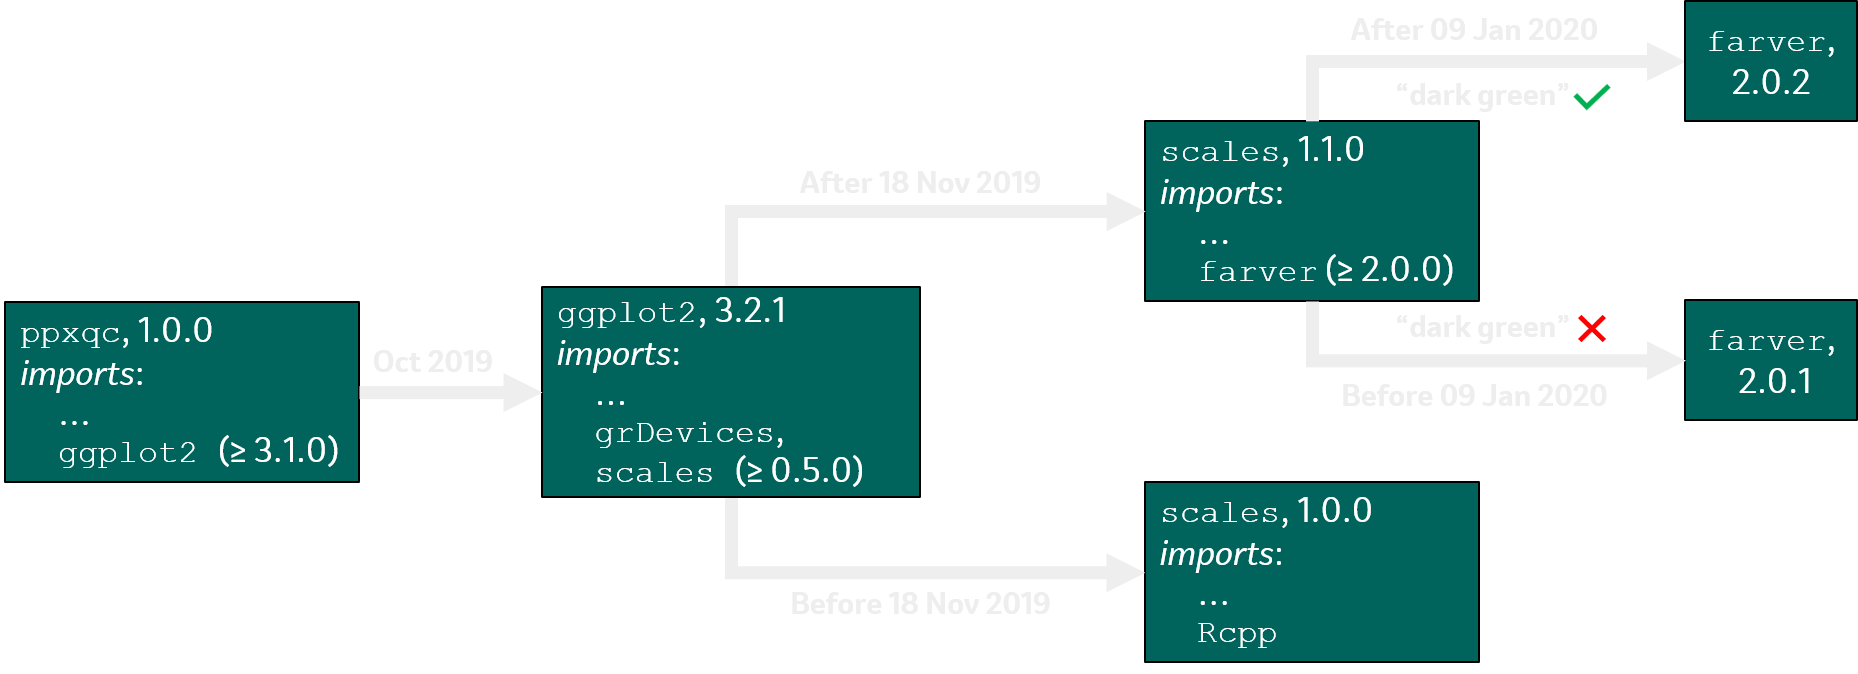 ppxqc, 1.0.0
imports:
...
ggplot2 (≥ 3.1.0)
Oct 2019
ggplot2, 3.2.1
imports:
...
grDevices,
scales (≥ 0.5.0)
After 18 Nov 2019
Before 18 Nov 2019
scales, 1.1.0
imports:
...
farver (≥ 2.0.0)
scales, 1.0.0
imports:
...
Rcpp
After 09 Jan 2020
“dark green”
“dark green”
Before 09 Jan 2020
farver,
2.0.2
farver,
2.0.1